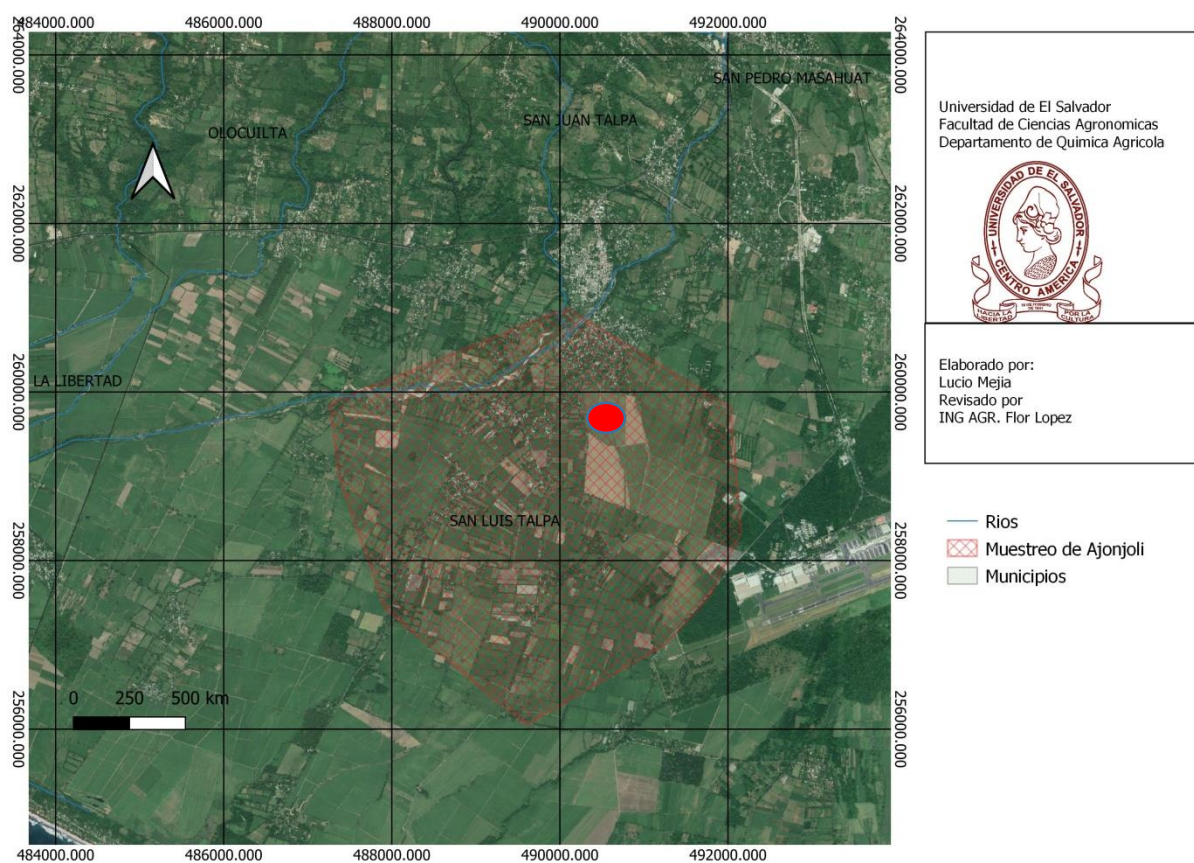 484000.000 486000.000 488000.000 490000.000 492000.000
264000.000 264000.000
SAN PEDRO MASAHUAT
SAN JUAN TALPA
OLOCUILTA
262000.000 262000.000
260000.000 260000.000
LA LIBERTAD
SAN LUIS TALPA
258000.000 258000.000
0 250 500 km
256000.000 256000.000
484000.000 486000.000 488000.000 490000.000 492000.000
Universidad de El Salvador
Facultad de Ciencias Agronomicas
Departamento de Quimica Agricola
UNIVERSIDAD DE EL SALVADOR
CENTRO AMERICA
HACIA LA
LIBERTAD
POR LA
CULTURA
Elaborado por:
Lucio Mejia
Revisado por
ING AGR. Flor Lopez
Rios
Muestreo de Ajonjoli
Municipios